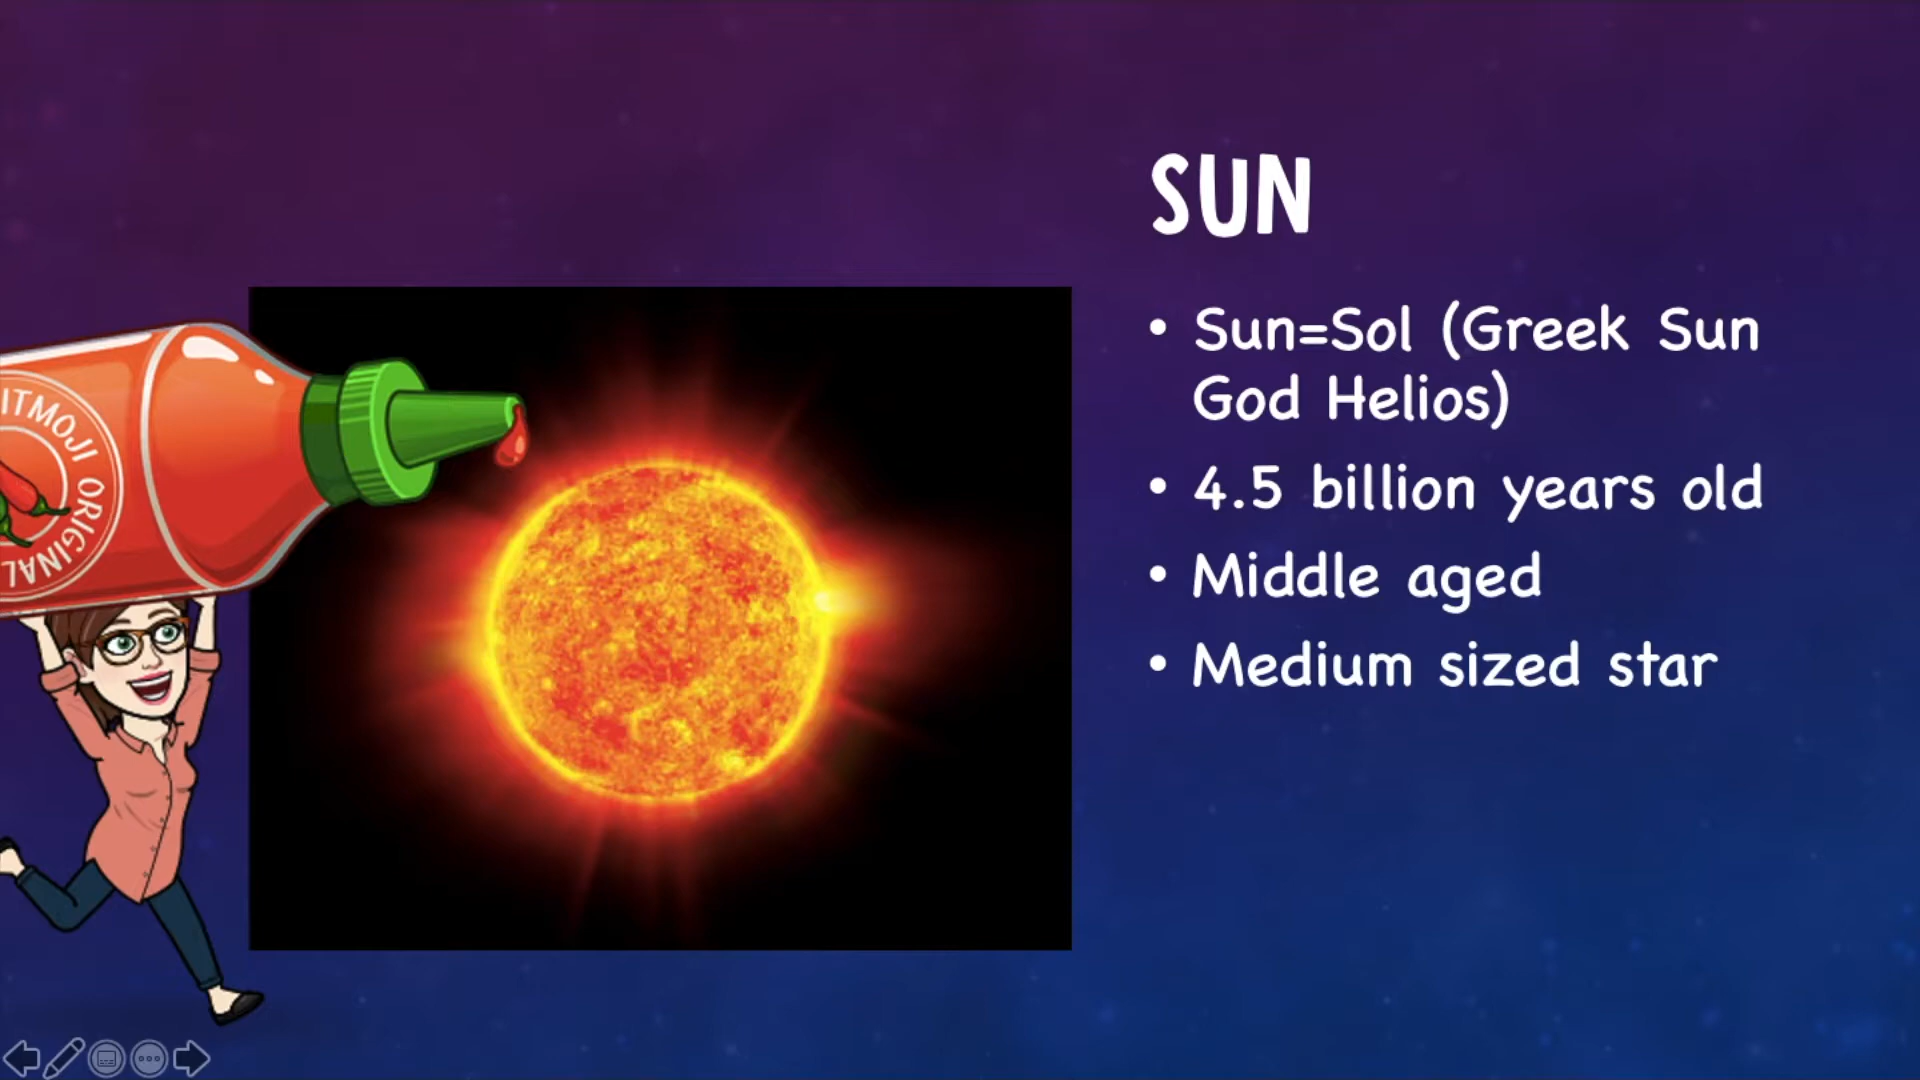 SUN
• Sun=Sol (Greek Sun
God Helios)
• 4.5 billion years old
• Middle aged
• Medium sized star
ITMOJI ORIGINAL